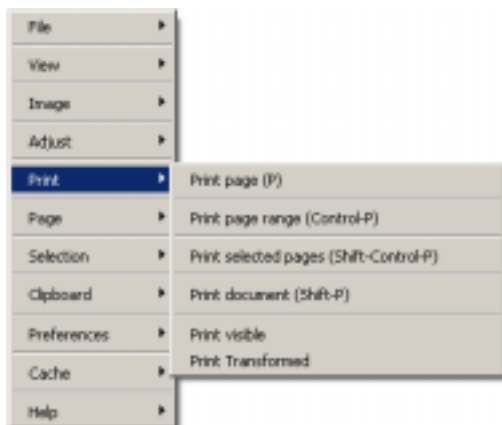 File
View
Image
Adjust
Print
Page
Selection
Clipboard
Preferences
Cache
Help
Print page (P)
Print page range (Control-P)
Print selected pages (Shift-Control-P)
Print document (Shift-P)
Print visible
Print Transformed